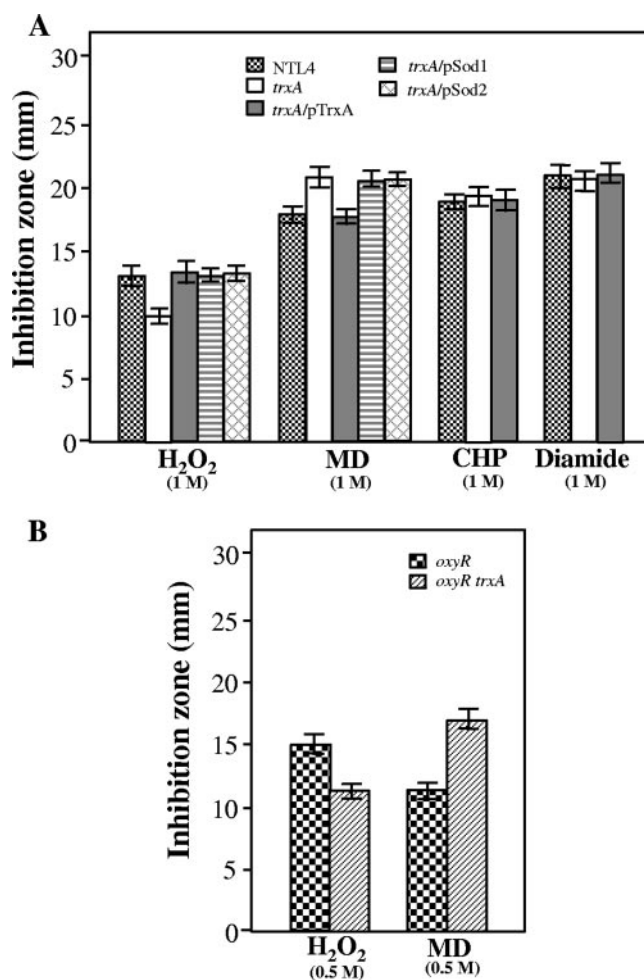 A
Inhibition zone (mm)
30
25
20
15
10
5
0
NTL4
trxA
trxA/pTrxA
trxA/pSod1
trxA/pSod2
H₂O₂ MD CHP Diamide
(1 M) (1 M) (1 M) (1 M)
B
Inhibition zone (mm)
30
25
20
15
10
5
0
oxyR
oxyR trxA
H₂O₂ MD
(0.5 M) (0.5 M)